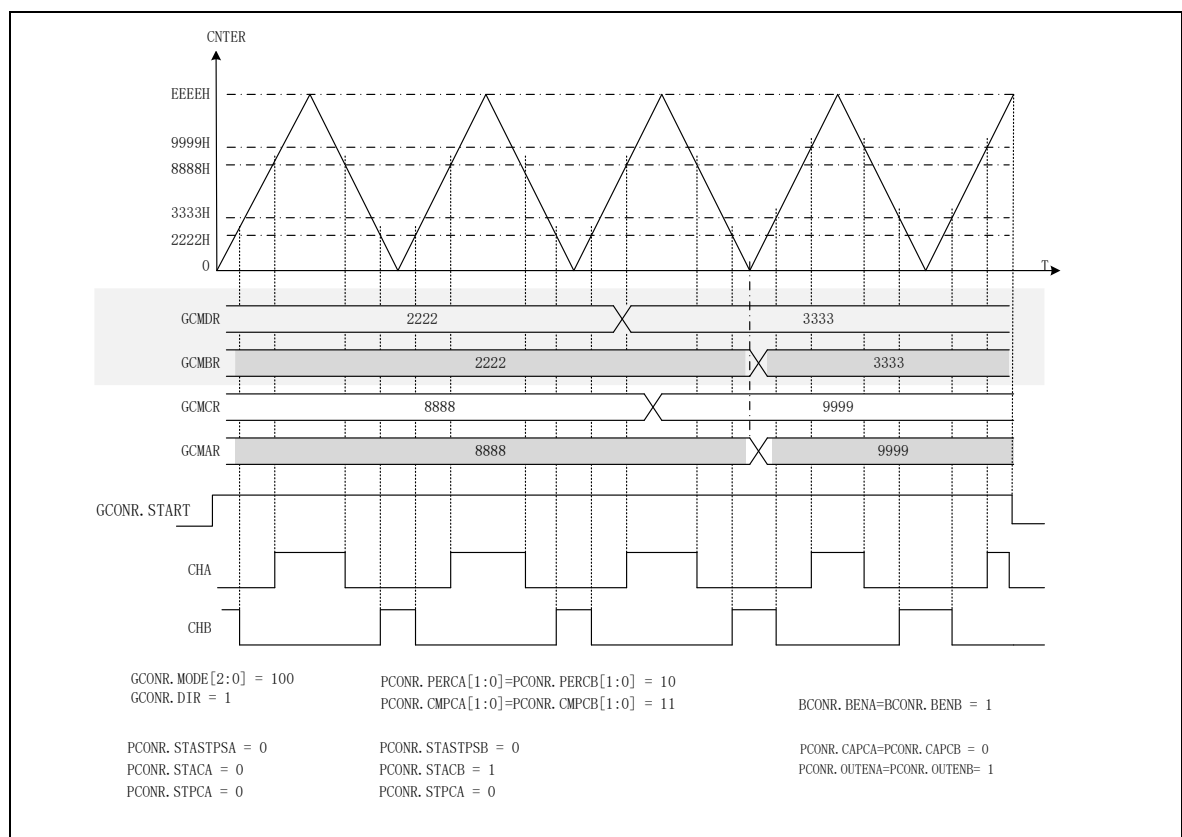 CNTER
EEEEH
9999H
8888H
3333H
2222H
0
T
GCMDR 2222 3333
GCMBR 2222 3333
GCMCR 8888 9999
GCMAR 8888 9999
GCONR.START
CHA
CHB
GCONR.MODE[2:0] = 100
GCONR.DIR = 1
PCONR.PERCA[1:0]=PCONR.PERCB[1:0] = 10
PCONR.CMPCA[1:0]=PCONR.CMPCB[1:0] = 11
BCONR.BENA=BCONR.BENB = 1
PCONR.STASTPSA = 0
PCONR.STACA = 0
PCONR.STPCA = 0
PCONR.STASTPSB = 0
PCONR.STACB = 1
PCONR.STPCA = 0
PCONR.CAPCA=PCONR.CAPCB = 0
PCONR.OUTENA=PCONR.OUTENB= 1